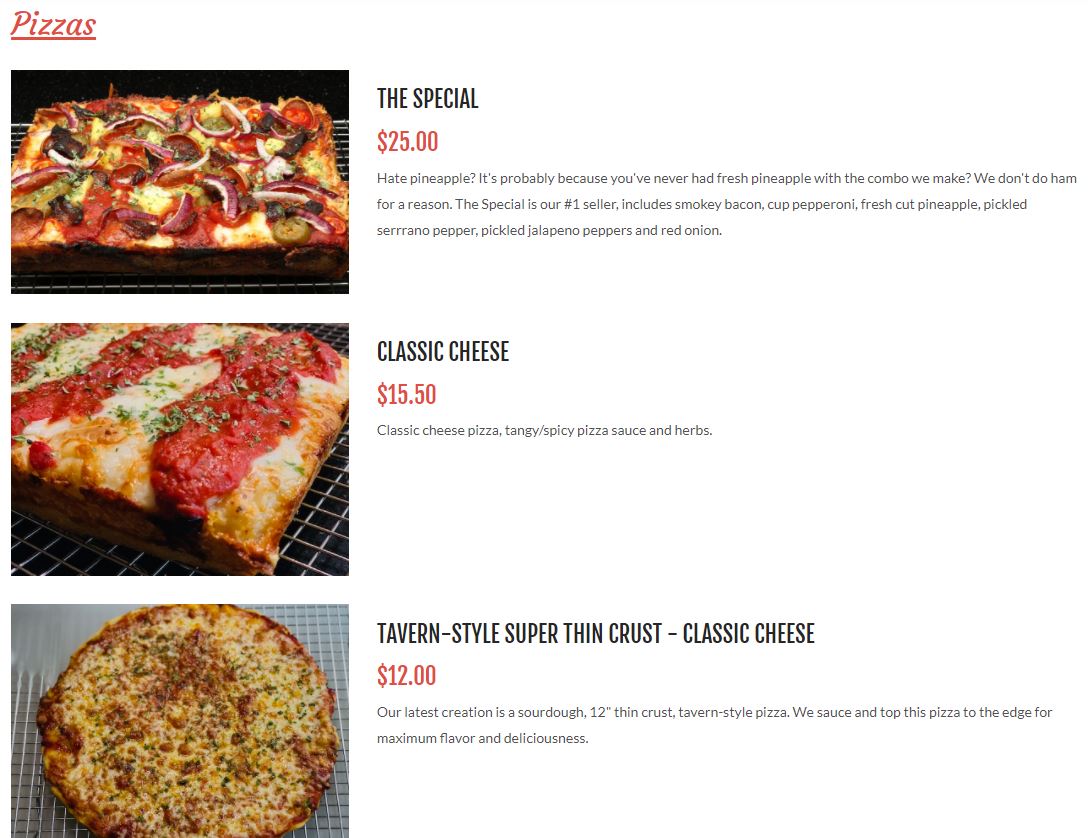 Pizzas
THE SPECIAL
$25.00
Hate pineapple? It's probably because you've never had fresh pineapple with the combo we make? We don't do ham
for a reason. The Special is our #1 seller, includes smokey bacon, cup pepperoni, fresh cut pineapple, pickled
serrrano pepper, pickled jalapeno peppers and red onion.
CLASSIC CHEESE
$15.50
Classic cheese pizza, tangy/spicy pizza sauce and herbs.
TAVERN-STYLE SUPER THIN CRUST - CLASSIC CHEESE
$12.00
Our latest creation is a sourdough, 12" thin crust, tavern-style pizza. We sauce and top this pizza to the edge for
maximum flavor and deliciousness.